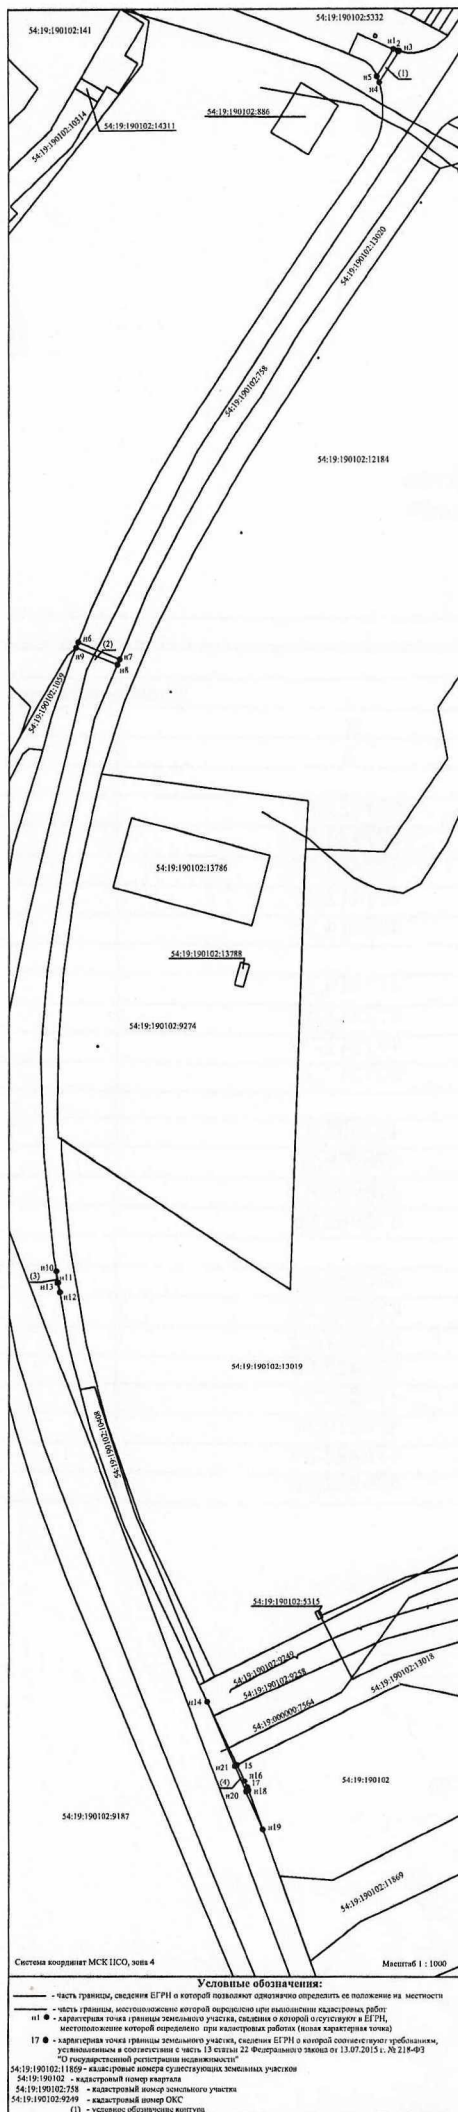 54:19:190102:5332
54:19:190102:141
н1
2
н3
(1)
н5
н4
54:19:190102:886
54:19:190102:14311
54:19:190102:10314
54:19:190102:13020
54:19:190102:758
54:19:190102:12184
н6
(2)
н7
н9
н8
54:19:190102:1059
54:19:190102:13786
54:19:190102:13788
54:19:190102:9274
н10
(3)
н11
н13
н12
54:19:190102:13019
54:19:190102:10408
54:19:190102:5315
54:19:190102:9249
54:19:190102:9258
54:19:190102:13018
н14
54:19:000000:7564
н21
15
н16
54:19:190102
(4)
17
н20
н18
54:19:190102:9187
н19
54:19:190102:11869
Система координат МСК НСО, зона 4
Масштаб 1 : 1000
Условные обозначения:
- часть границы, сведения ЕГРН о которой позволяют однозначно определить ее положение на местности
- часть границы, местоположение которой определено при выполнении кадастровых работ
н1 ● - характерная точка границы земельного участка, сведения о которой отсутствуют в ЕГРН,
местоположение которой определено при кадастровых работах (новая характерная точка)
17 ● - характерная точка границы земельного участка, сведения ЕГРН о которой соответствуют требованиям,
установленным в соответствии с часть 13 статьи 22 Федерального закона от 13.07.2015 г. № 218-ФЗ
"О государственной регистрации недвижимости"
54:19:190102:11869 - кадастровые номера существующих земельных участков
54:19:190102 - кадастровый номер квартала
54:19:190102:758 - кадастровый номер земельного участка
54:19:190102:9249 - кадастровый номер ОКС
(1) - условное обозначение контура